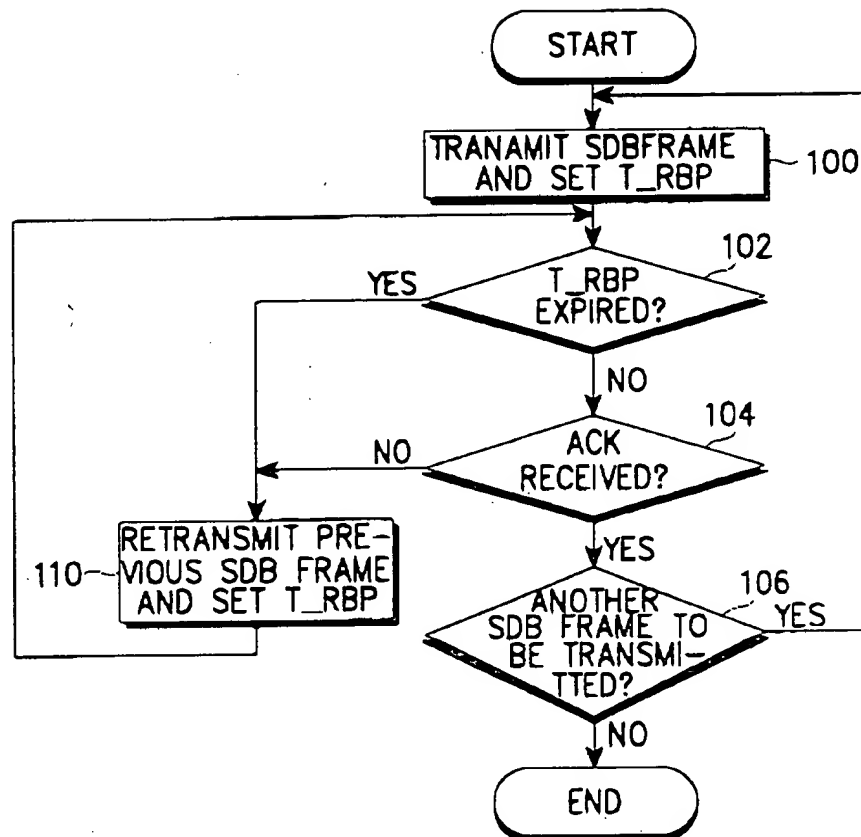 START
TRANAMIT SDBFRAME
AND SET T_RBP
100
102
YES
T_RBP
EXPIRED?
NO
104
NO
ACK
RECEIVED?
110
RETRANSMIT PRE-
VIOUS SDB FRAME
AND SET T_RBP
YES
106
ANOTHER
SDB FRAME TO
BE TRANSMI-
TTED?
YES
NO
END